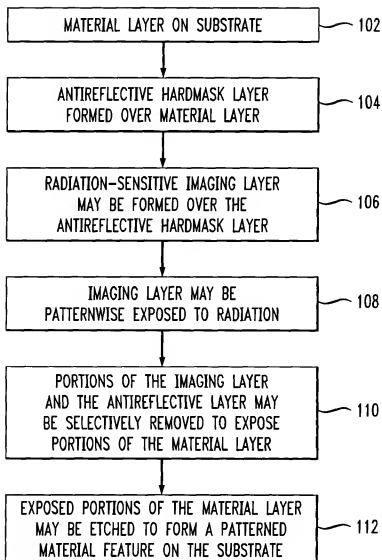 MATERIAL LAYER ON SUBSTRATE
102
ANTIREFLECTIVE HARDMASK LAYER
FORMED OVER MATERIAL LAYER
104
RADIATION-SENSITIVE IMAGING LAYER
MAY BE FORMED OVER THE
ANTIREFLECTIVE HARDMASK LAYER
106
IMAGING LAYER MAY BE
PATTERNWISE EXPOSED TO RADIATION
108
PORTIONS OF THE IMAGING LAYER
AND THE ANTIREFLECTIVE LAYER MAY
BE SELECTIVELY REMOVED TO EXPOSE
PORTIONS OF THE MATERIAL LAYER
110
EXPOSED PORTIONS OF THE MATERIAL LAYER
MAY BE ETCHED TO FORM A PATTERNED
MATERIAL FEATURE ON THE SUBSTRATE
112